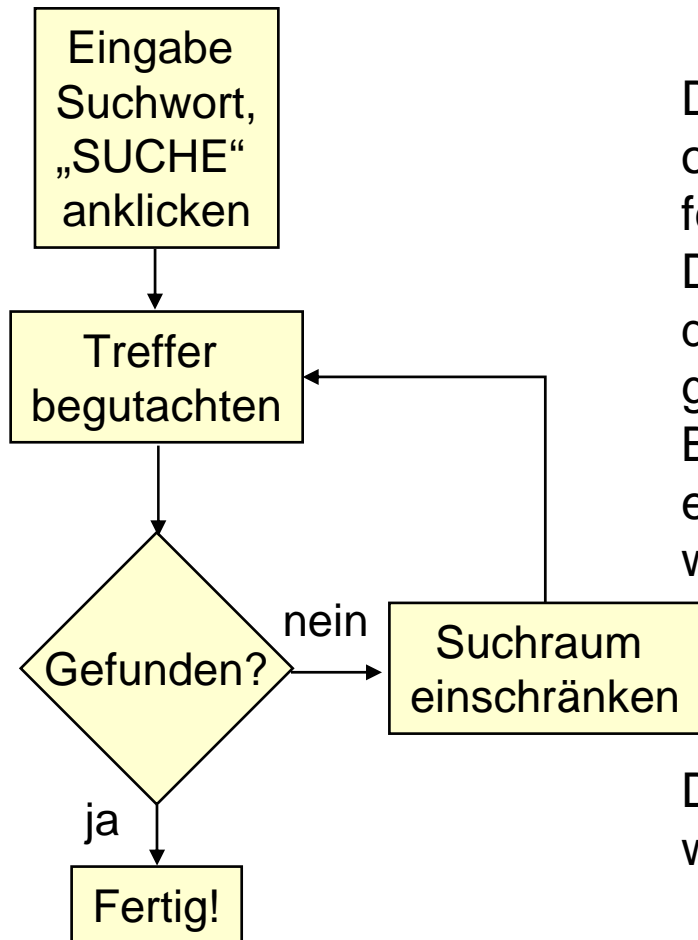 Eingabe
Suchwort,
„SUCHE“
anklicken
Treffer
begutachten
Gefunden?
nein
Suchraum
einschränken
ja
Fertig!